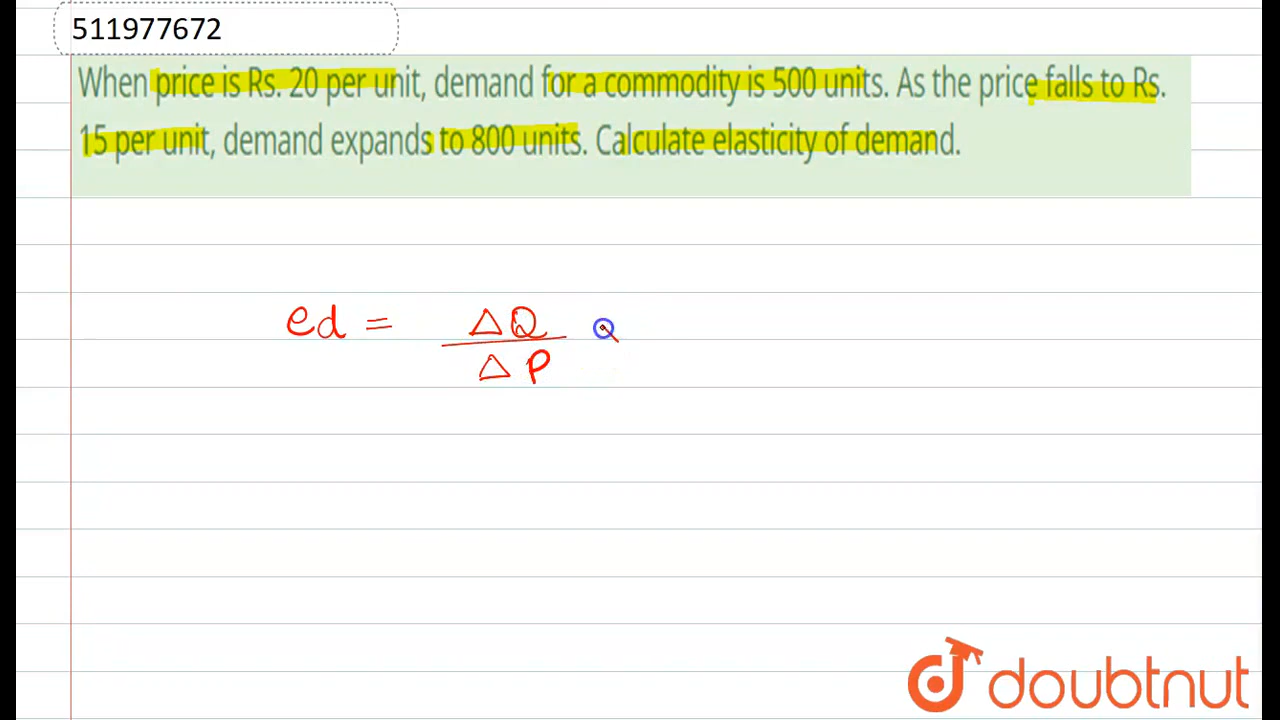 511977672
When price is Rs. 20 per unit, demand for a commodity is 500 units. As the price falls to Rs.
15 per unit, demand expands to 800 units. Calculate elasticity of demand.
ed = ΔQ
ΔP
doubtnut